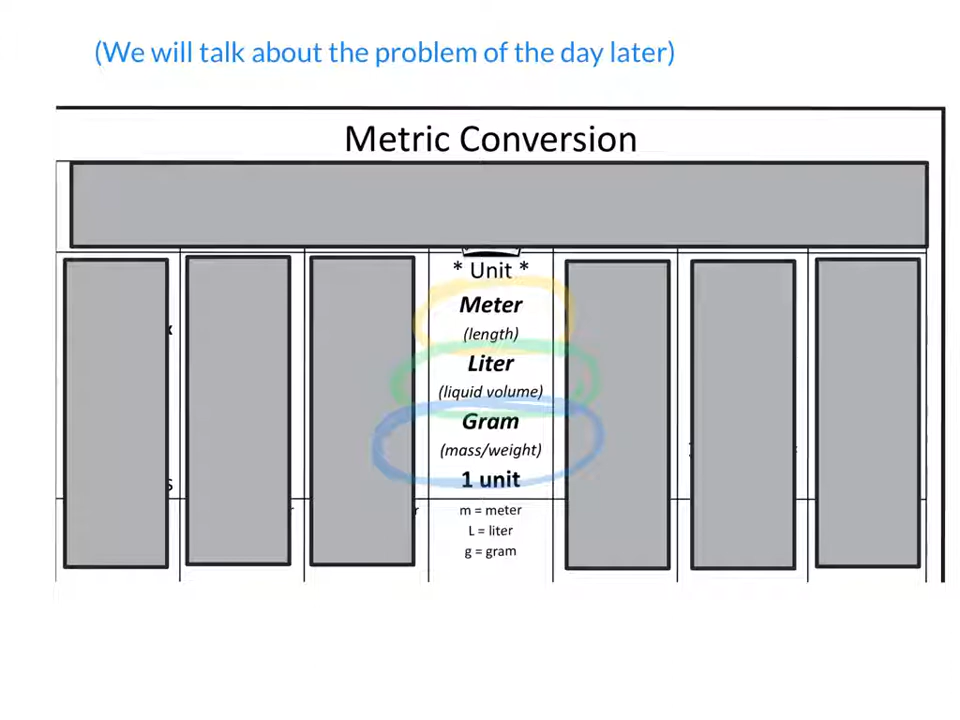 (We will talk about the problem of the day later)
Metric Conversion
* Unit *
Meter
(length)
Liter
(liquid volume)
Gram
(mass/weight)
1 unit
m = meter
L = liter
g = gram